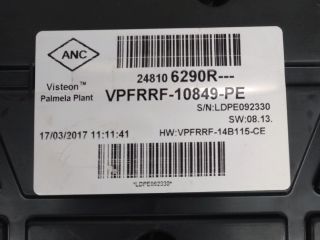 ANC
Visteon™
Palmela Plant
24810 6290R---
VPFRRF-10849-PE
S/N:LDPE092330
SW:08.13.
17/03/2017 11:11:41
HW:VPFRRF-14B115-CE
*LDPE092330*